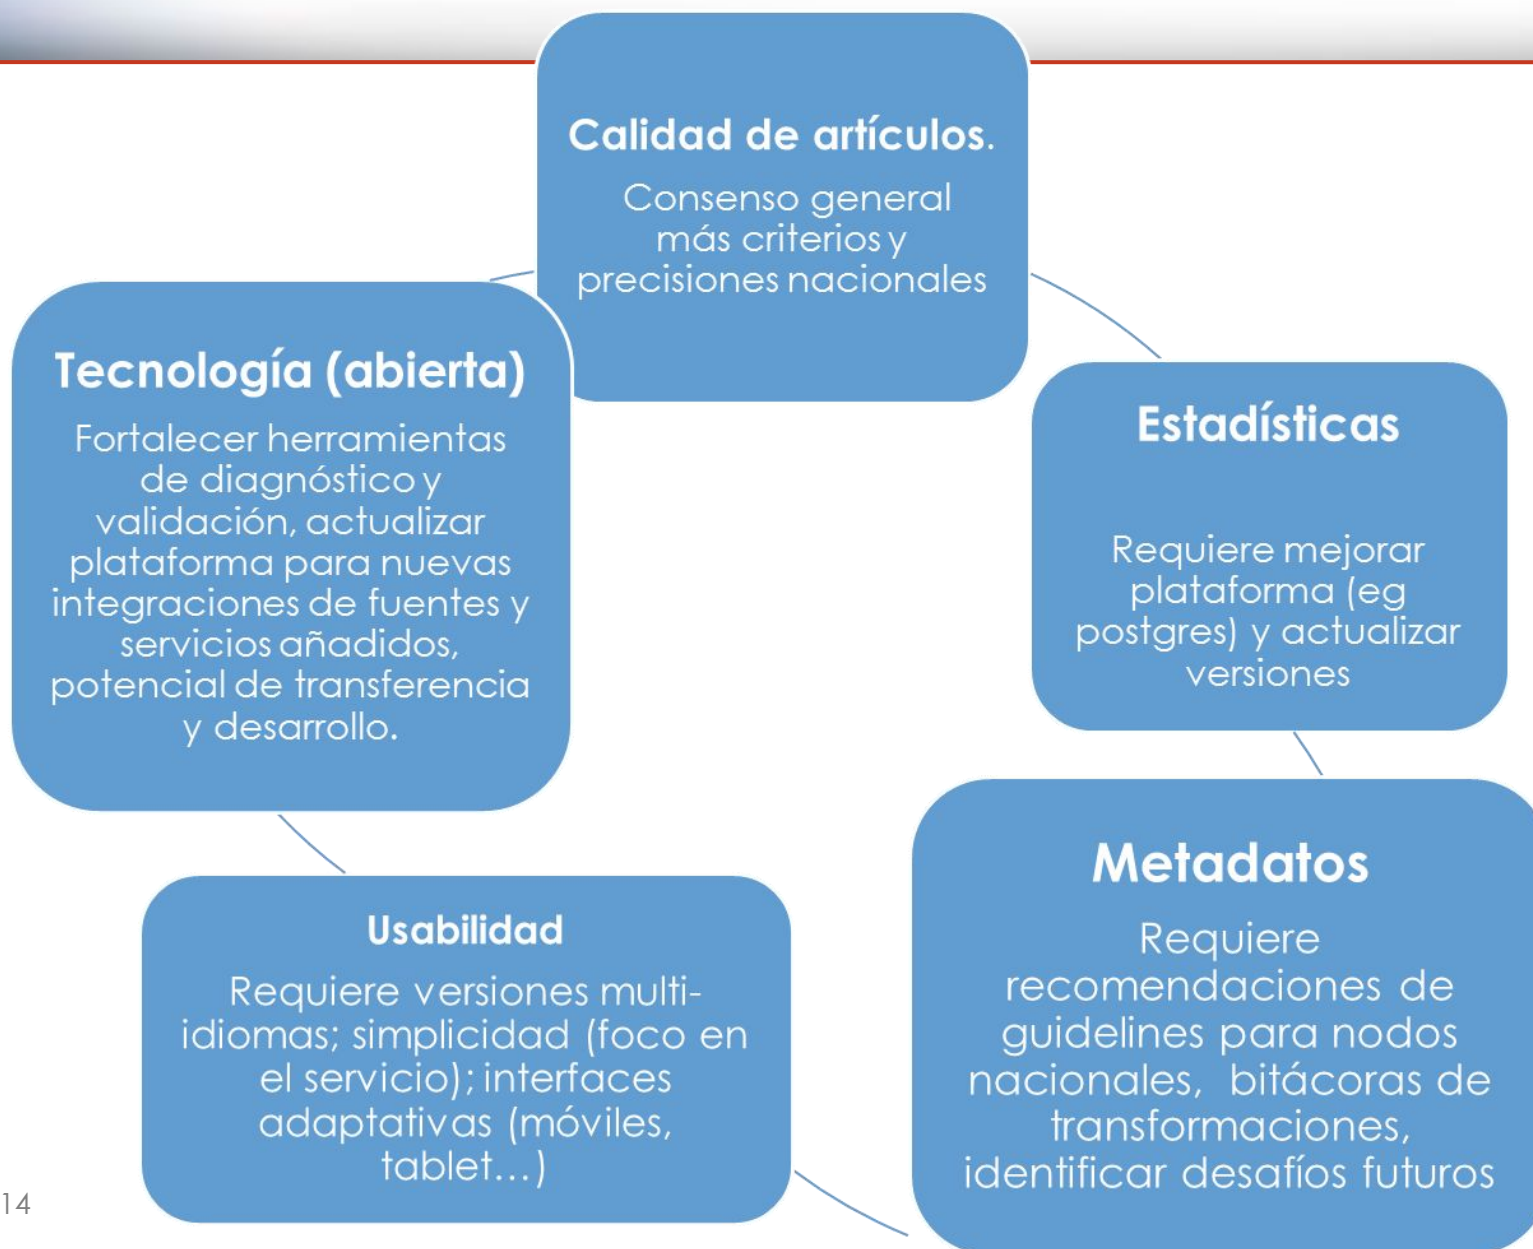 Calidad de artículos.
Consenso general
más criterios y
precisiones nacionales
Tecnología (abierta)
Fortalecer herramientas
de diagnóstico y
validación, actualizar
plataforma para nuevas
integraciones de fuentes y
servicios añadidos,
potencial de transferencia
y desarrollo.
Estadísticas
Requiere mejorar
plataforma (eg
postgres) y actualizar
versiones
Metadatos
Requiere
recomendaciones de
guidelines para nodos
nacionales, bitácoras de
transformaciones,
identificar desafíos futuros
Usabilidad
Requiere versiones multi-
idiomas; simplicidad (foco en
el servicio); interfaces
adaptativas (móviles,
tablet...)
14